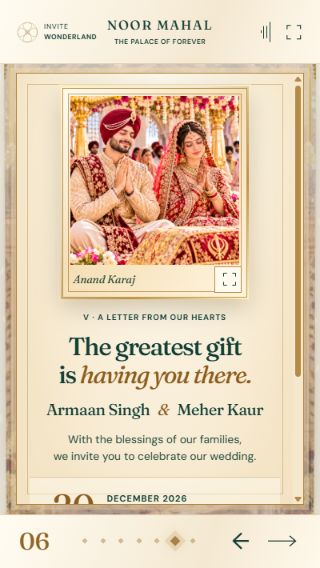 INVITE
WONDERLAND
NOOR MAHAL
THE PALACE OF FOREVER
Anand Karaj
V · A LETTER FROM OUR HEARTS
The greatest gift
is having you there.
Armaan Singh & Meher Kaur
With the blessings of our families,
we invite you to celebrate our wedding.
DECEMBER 2026
06